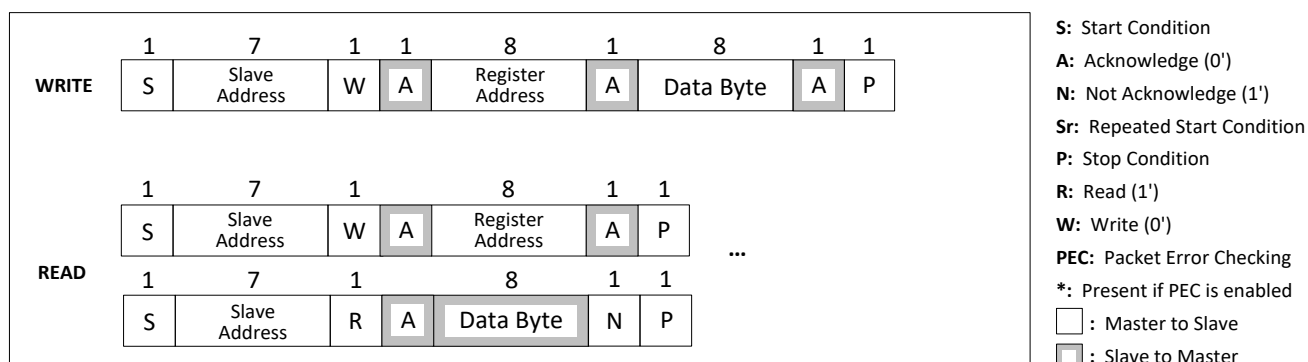 1 7 1 1 8 1 8 1 1
WRITE S Slave Address W A Register Address A Data Byte A P
1 7 1 8 1 1
S Slave Address W A Register Address A P
...
READ
1 7 1 8 1 1
S Slave Address R A Data Byte N P
S: Start Condition
A: Acknowledge (0')
N: Not Acknowledge (1')
Sr: Repeated Start Condition
P: Stop Condition
R: Read (1')
W: Write (0')
PEC: Packet Error Checking
*: Present if PEC is enabled
: Master to Slave
: Slave to Master